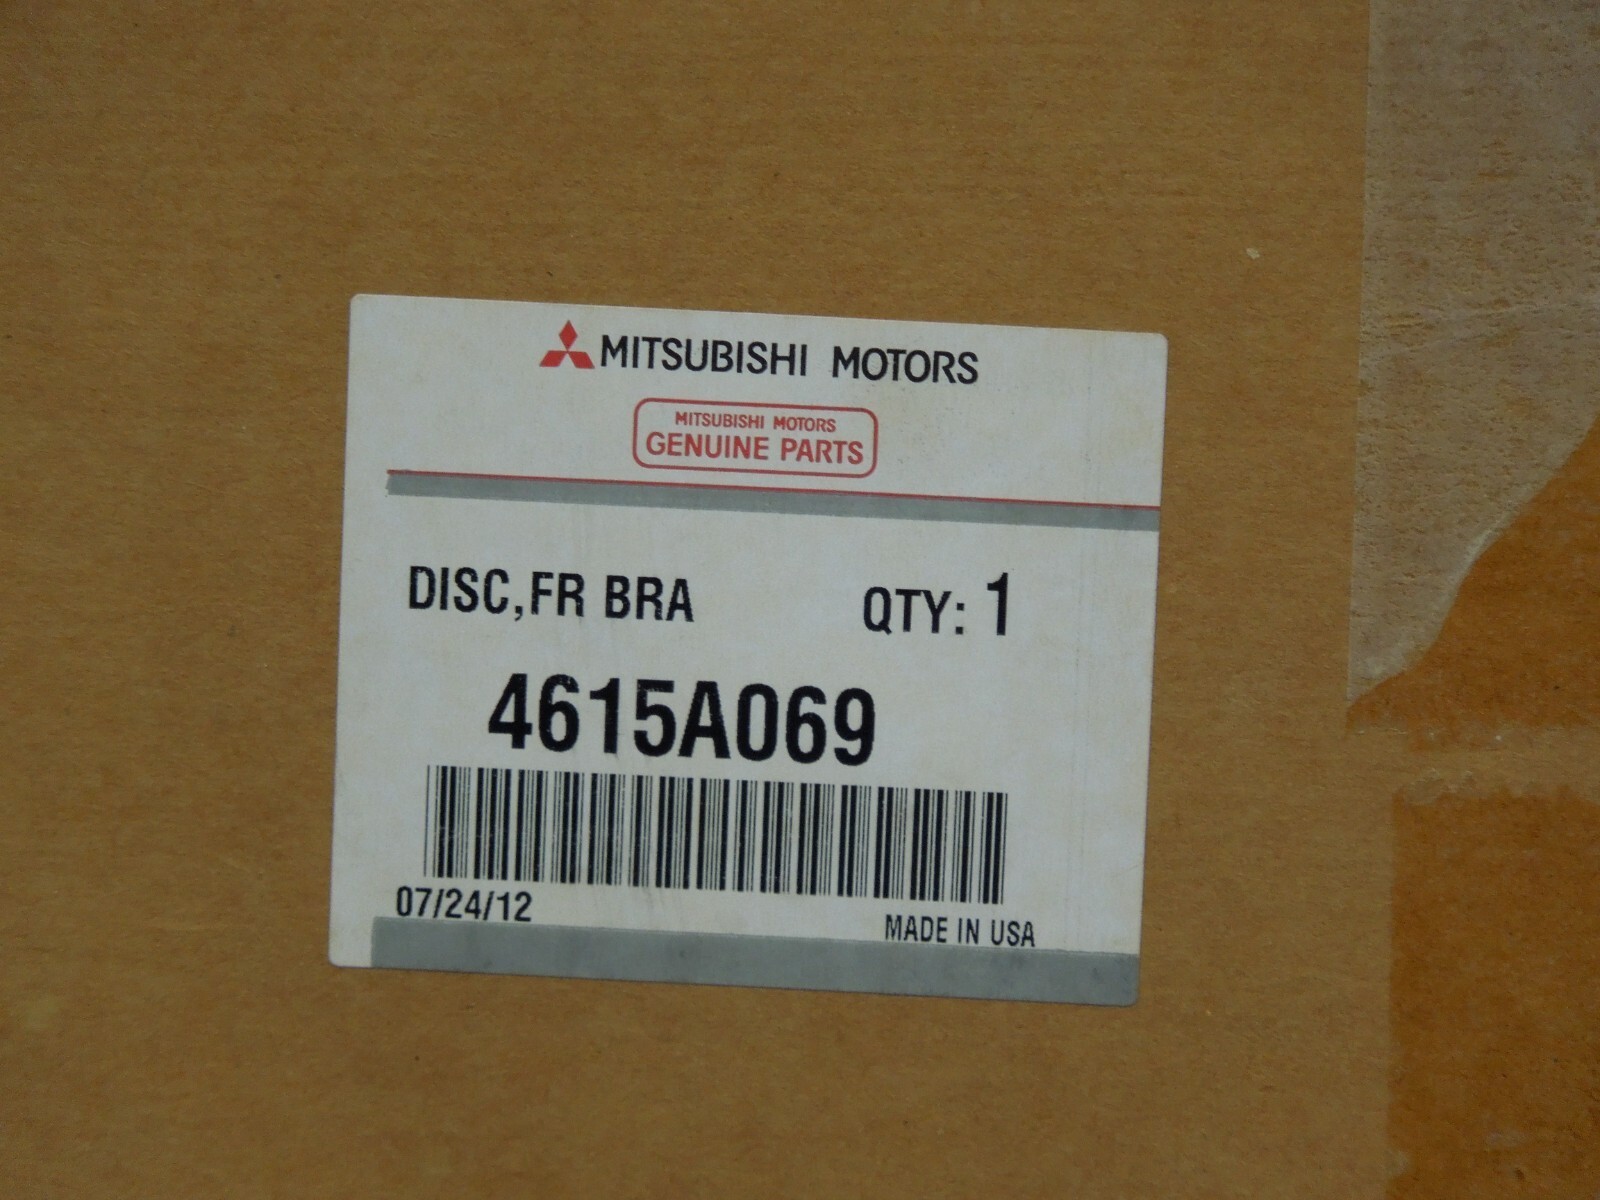 MITSUBISHI MOTORS
MITSUBISHI MOTORS
GENUINE PARTS
DISC,FR BRA QTY: 1
4615A069
07/24/12
MADE IN USA